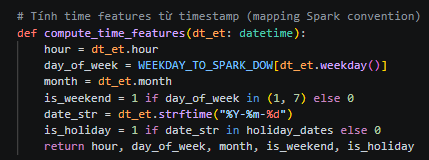 # Tính time features từ timestamp (mapping Spark convention)
def compute_time_features(dt_et: datetime):
    hour = dt_et.hour
    day_of_week = WEEKDAY_TO_SPARK_DOW[dt_et.weekday()]
    month = dt_et.month
    is_weekend = 1 if day_of_week in (1, 7) else 0
    date_str = dt_et.strftime("%Y-%m-%d")
    is_holiday = 1 if date_str in holiday_dates else 0
    return hour, day_of_week, month, is_weekend, is_holiday